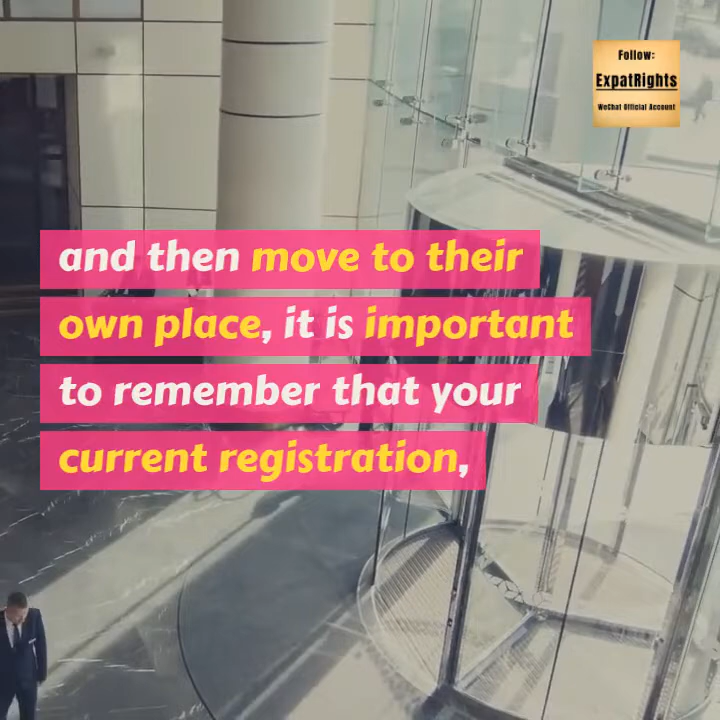 Follow:
ExpatRights
WeChat Official Account
and then move to their
own place, it is important
to remember that your
current registration,